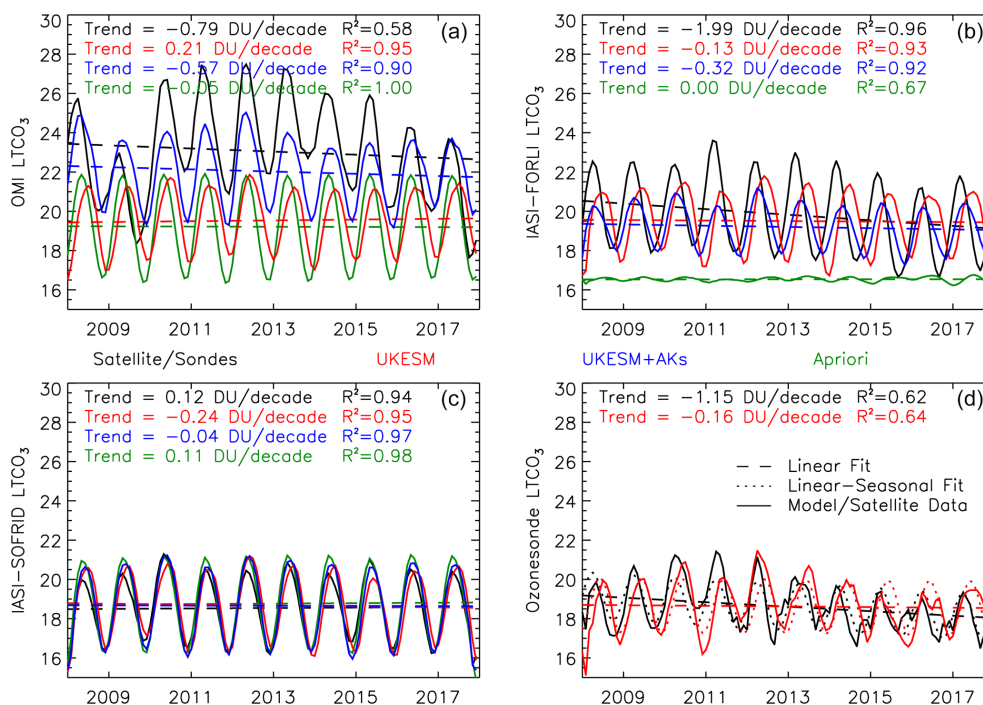 30
28
26
24
22
20
18
16
OMI LTCO3
Trend = −0.79 DU/decade R²=0.58 (a)
Trend = 0.21 DU/decade R²=0.95
Trend = −0.57 DU/decade R²=0.90
Trend = −0.05 DU/decade R²=1.00
2009 2011 2013 2015 2017
30
28
26
24
22
20
18
16
IASI−FORLI LTCO3
Trend = −1.99 DU/decade R²=0.96 (b)
Trend = −0.13 DU/decade R²=0.93
Trend = −0.32 DU/decade R²=0.92
Trend = 0.00 DU/decade R²=0.67
2009 2011 2013 2015 2017
Satellite/Sondes UKESM UKESM+AKs Apriori
30
28
26
24
22
20
18
16
IASI−SOFRID LTCO3
Trend = 0.12 DU/decade R²=0.94 (c)
Trend = −0.24 DU/decade R²=0.95
Trend = −0.04 DU/decade R²=0.97
Trend = 0.11 DU/decade R²=0.98
2009 2011 2013 2015 2017
30
28
26
24
22
20
18
16
Ozonesonde LTCO3
Trend = −1.15 DU/decade R²=0.62 (d)
Trend = −0.16 DU/decade R²=0.64
Linear Fit
Linear−Seasonal Fit
Model/Satellite Data
2009 2011 2013 2015 2017